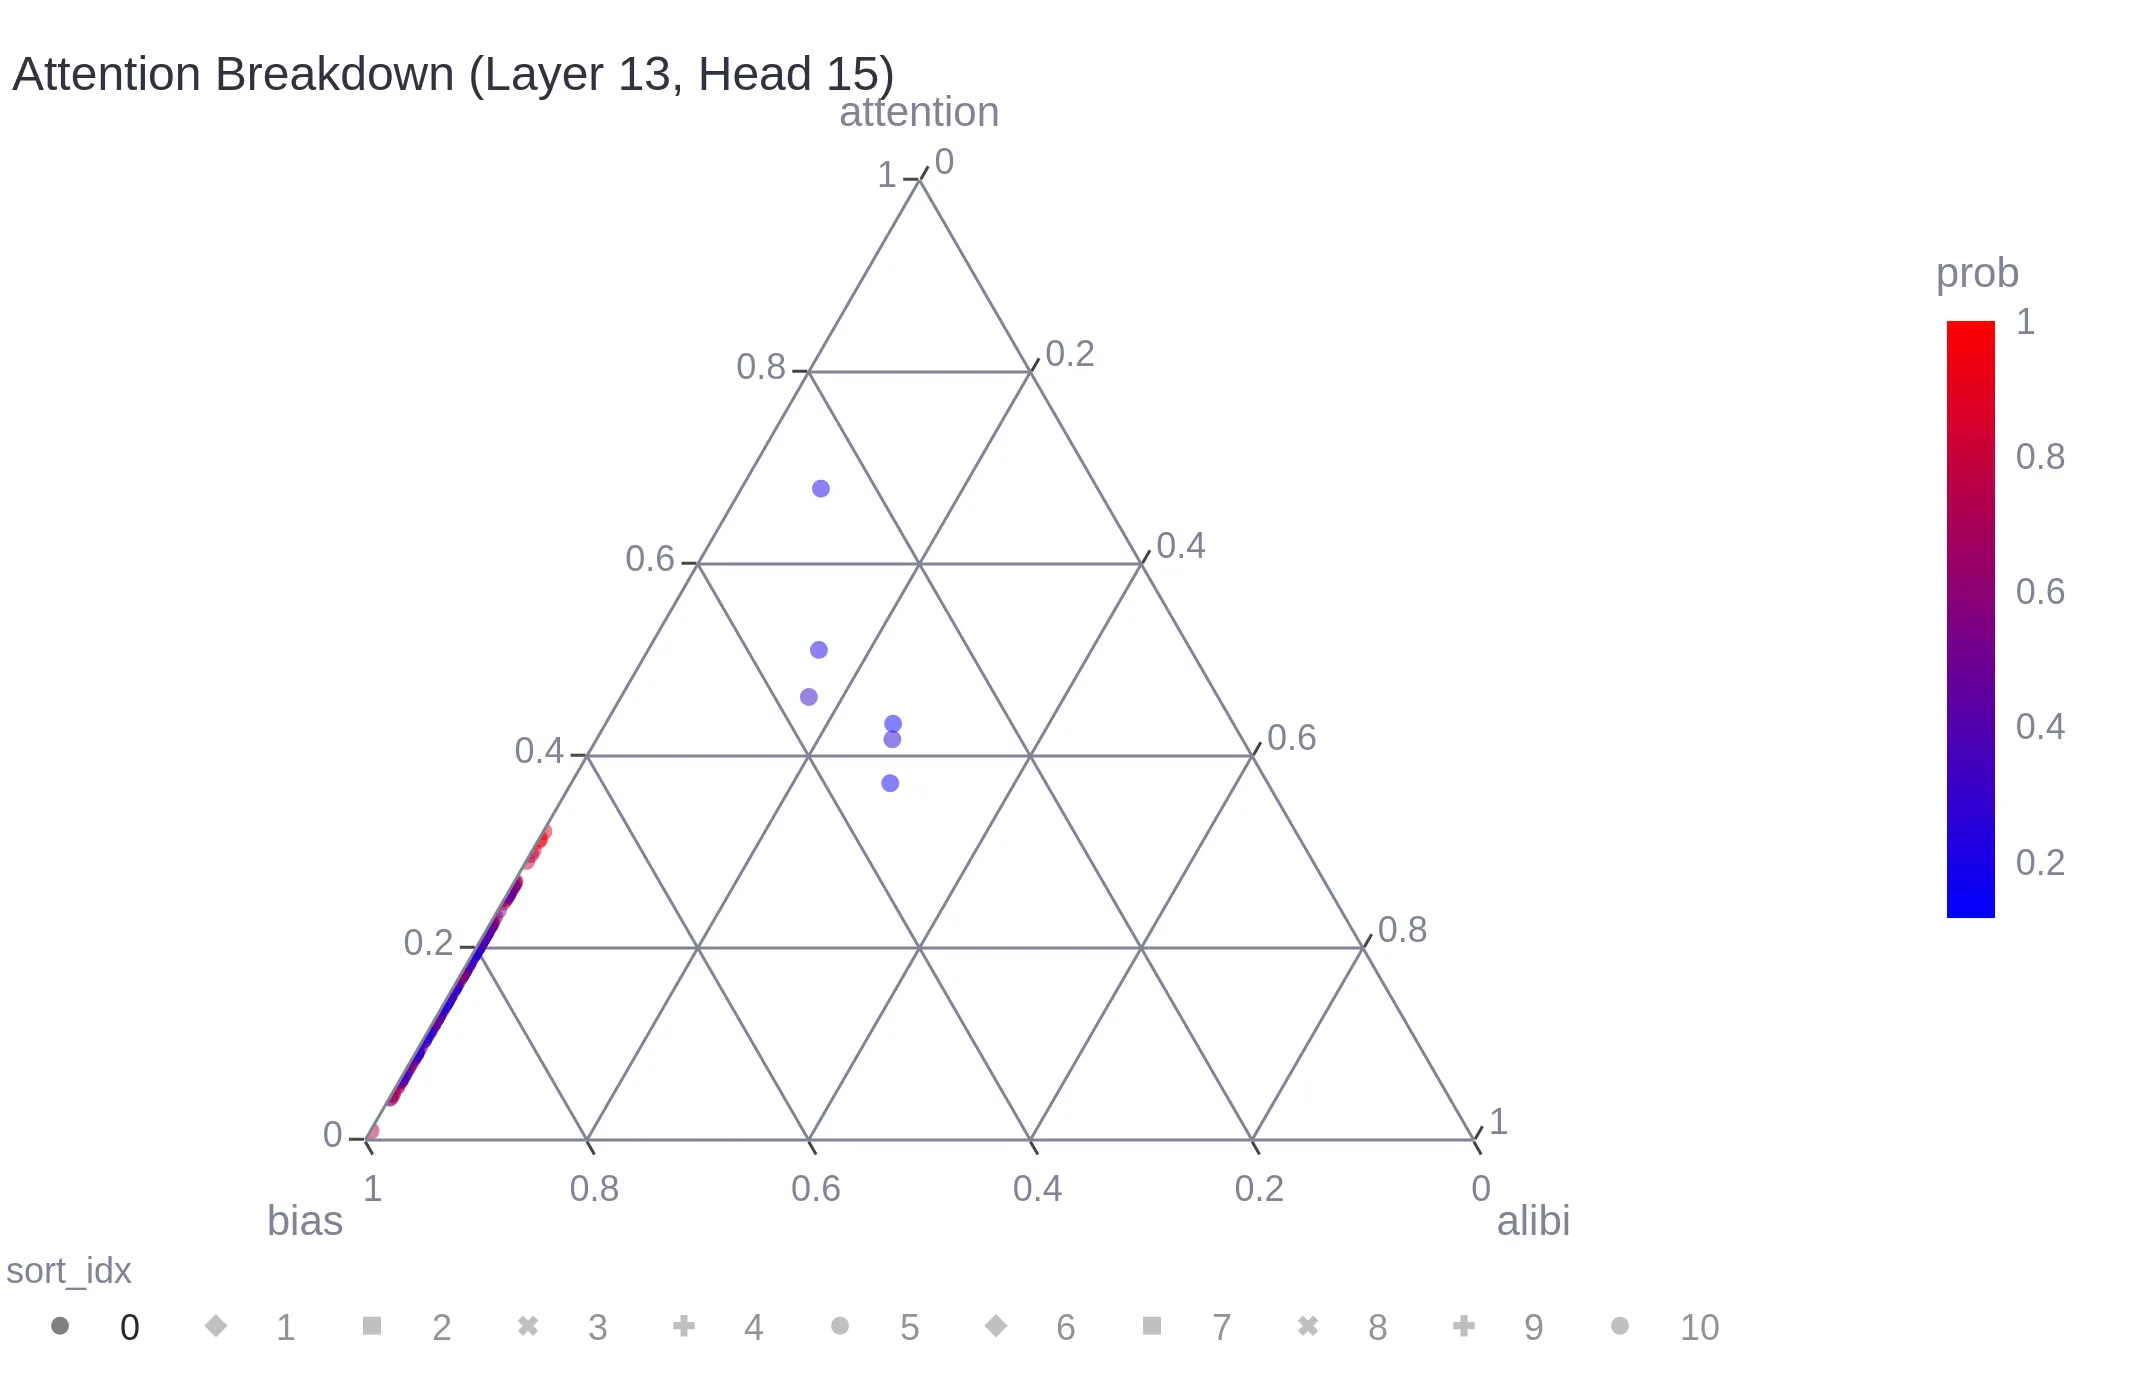 Attention Breakdown (Layer 13, Head 15)
attention
1 0
prob
1
0.8 0.2
0.8
0.6 0.4
0.6
0.4 0.6
0.4
0.2 0.8
0.2
0 1
1 0.8 0.6 0.4 0.2 0
bias alibi
sort_idx
0 1 2 3 4 5 6 7 8 9 10